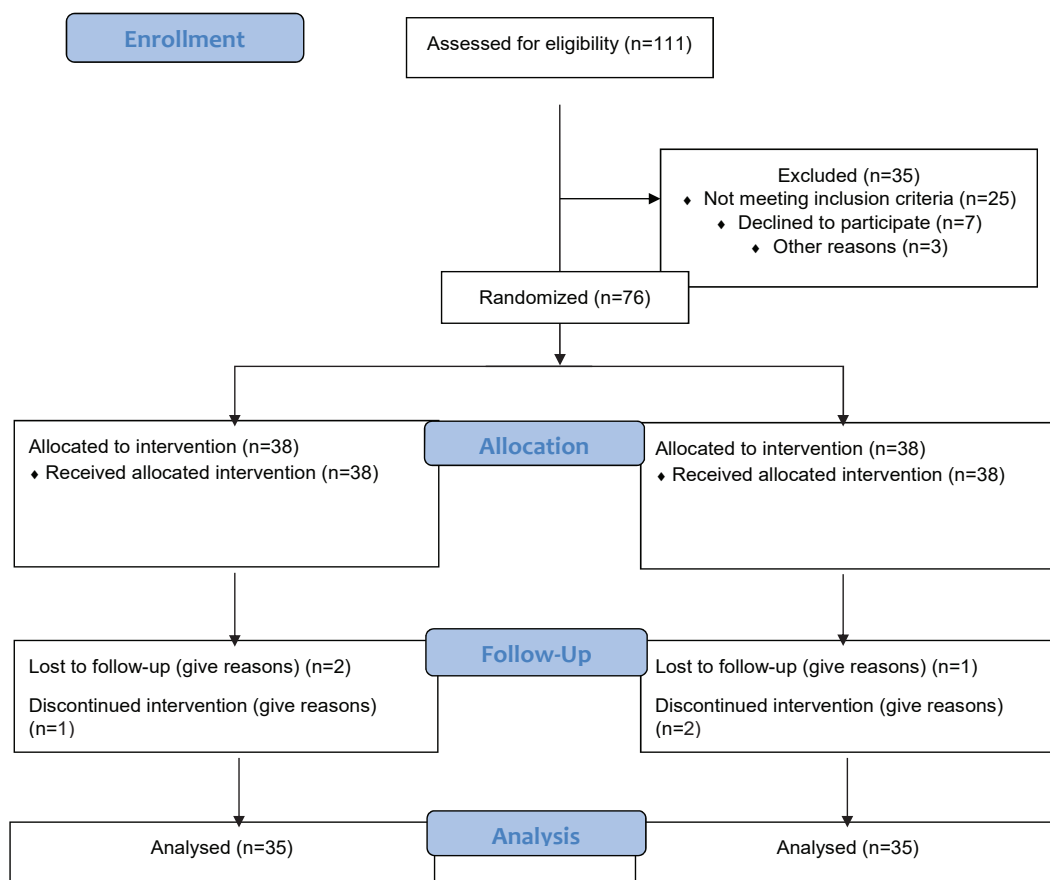 Enrollment
Assessed for eligibility (n=111)
Excluded (n=35)
♦ Not meeting inclusion criteria (n=25)
♦ Declined to participate (n=7)
♦ Other reasons (n=3)
Randomized (n=76)
Allocation
Allocated to intervention (n=38)
♦ Received allocated intervention (n=38)
Allocated to intervention (n=38)
♦ Received allocated intervention (n=38)
Follow-Up
Lost to follow-up (give reasons) (n=2)
Discontinued intervention (give reasons)
(n=1)
Lost to follow-up (give reasons) (n=1)
Discontinued intervention (give reasons)
(n=2)
Analysis
Analysed (n=35)
Analysed (n=35)